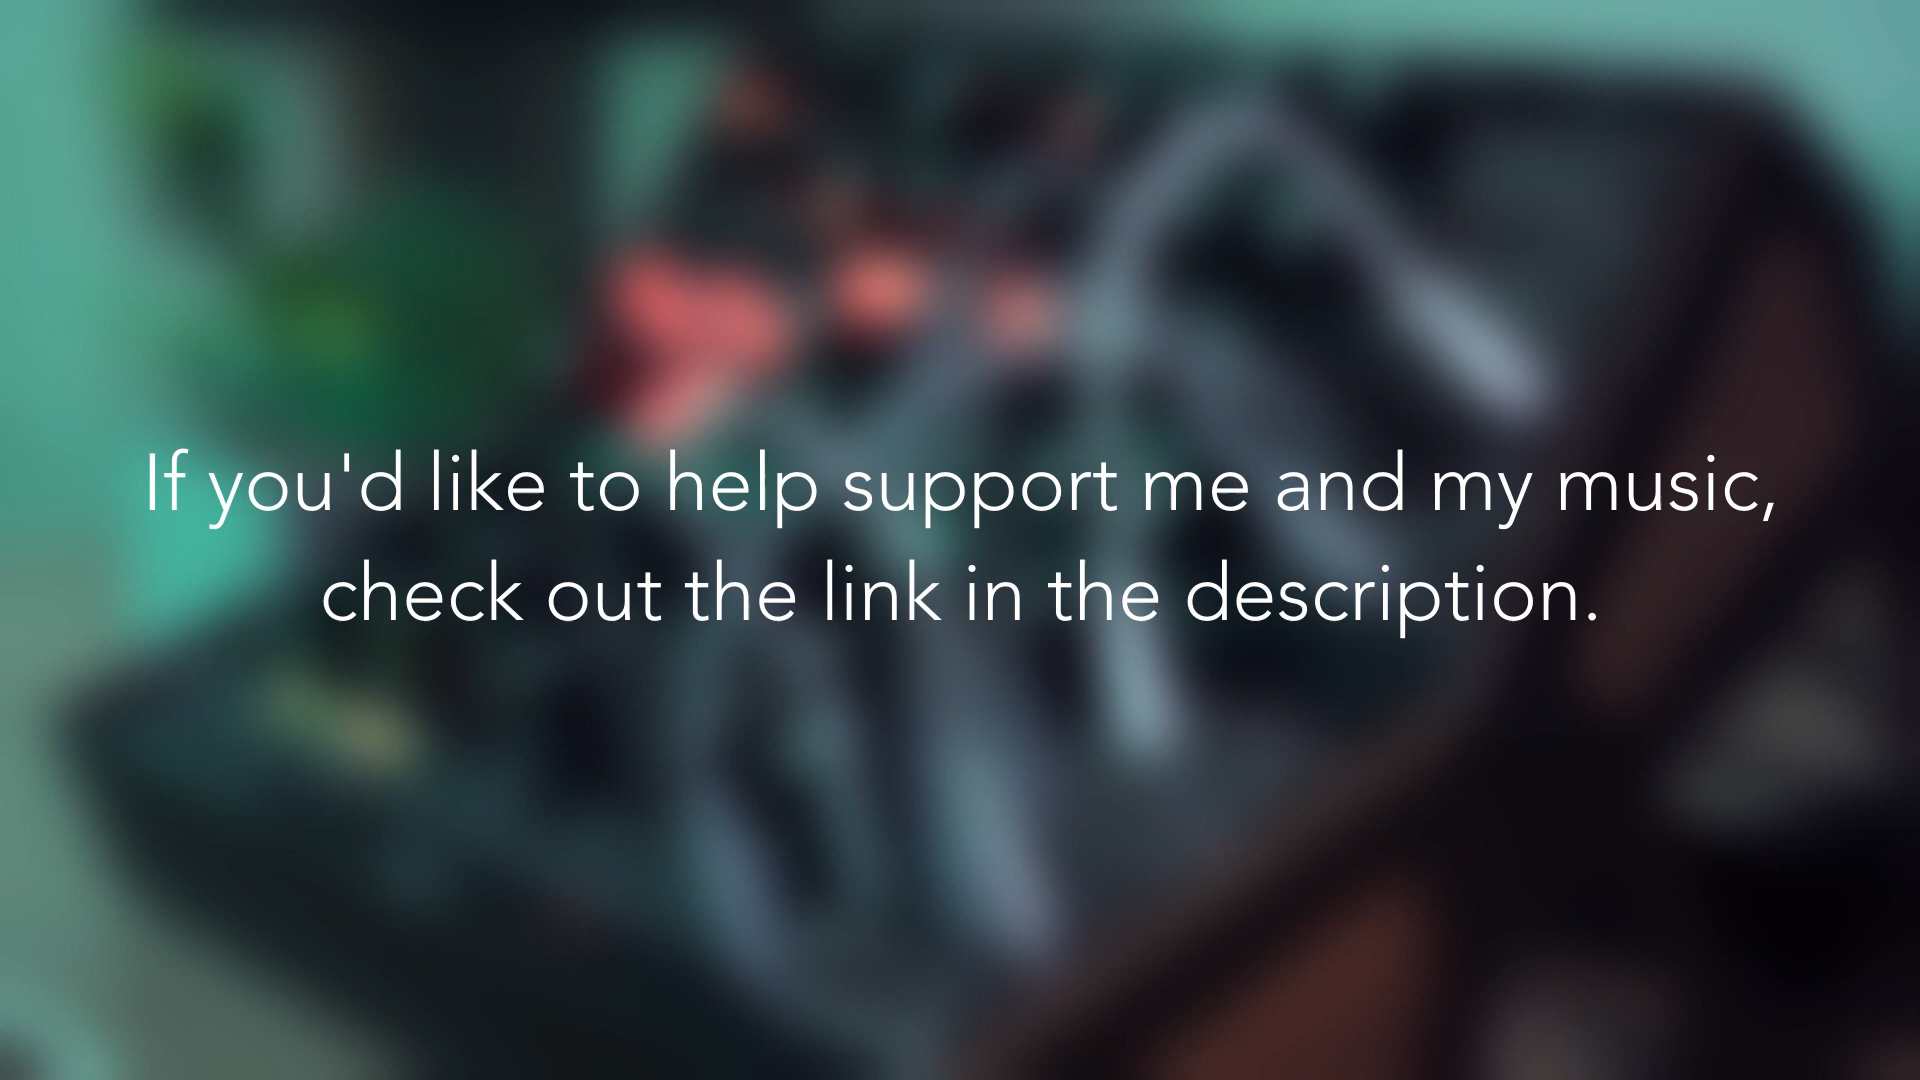 If you'd like to help support me and my music,
check out the link in the description.